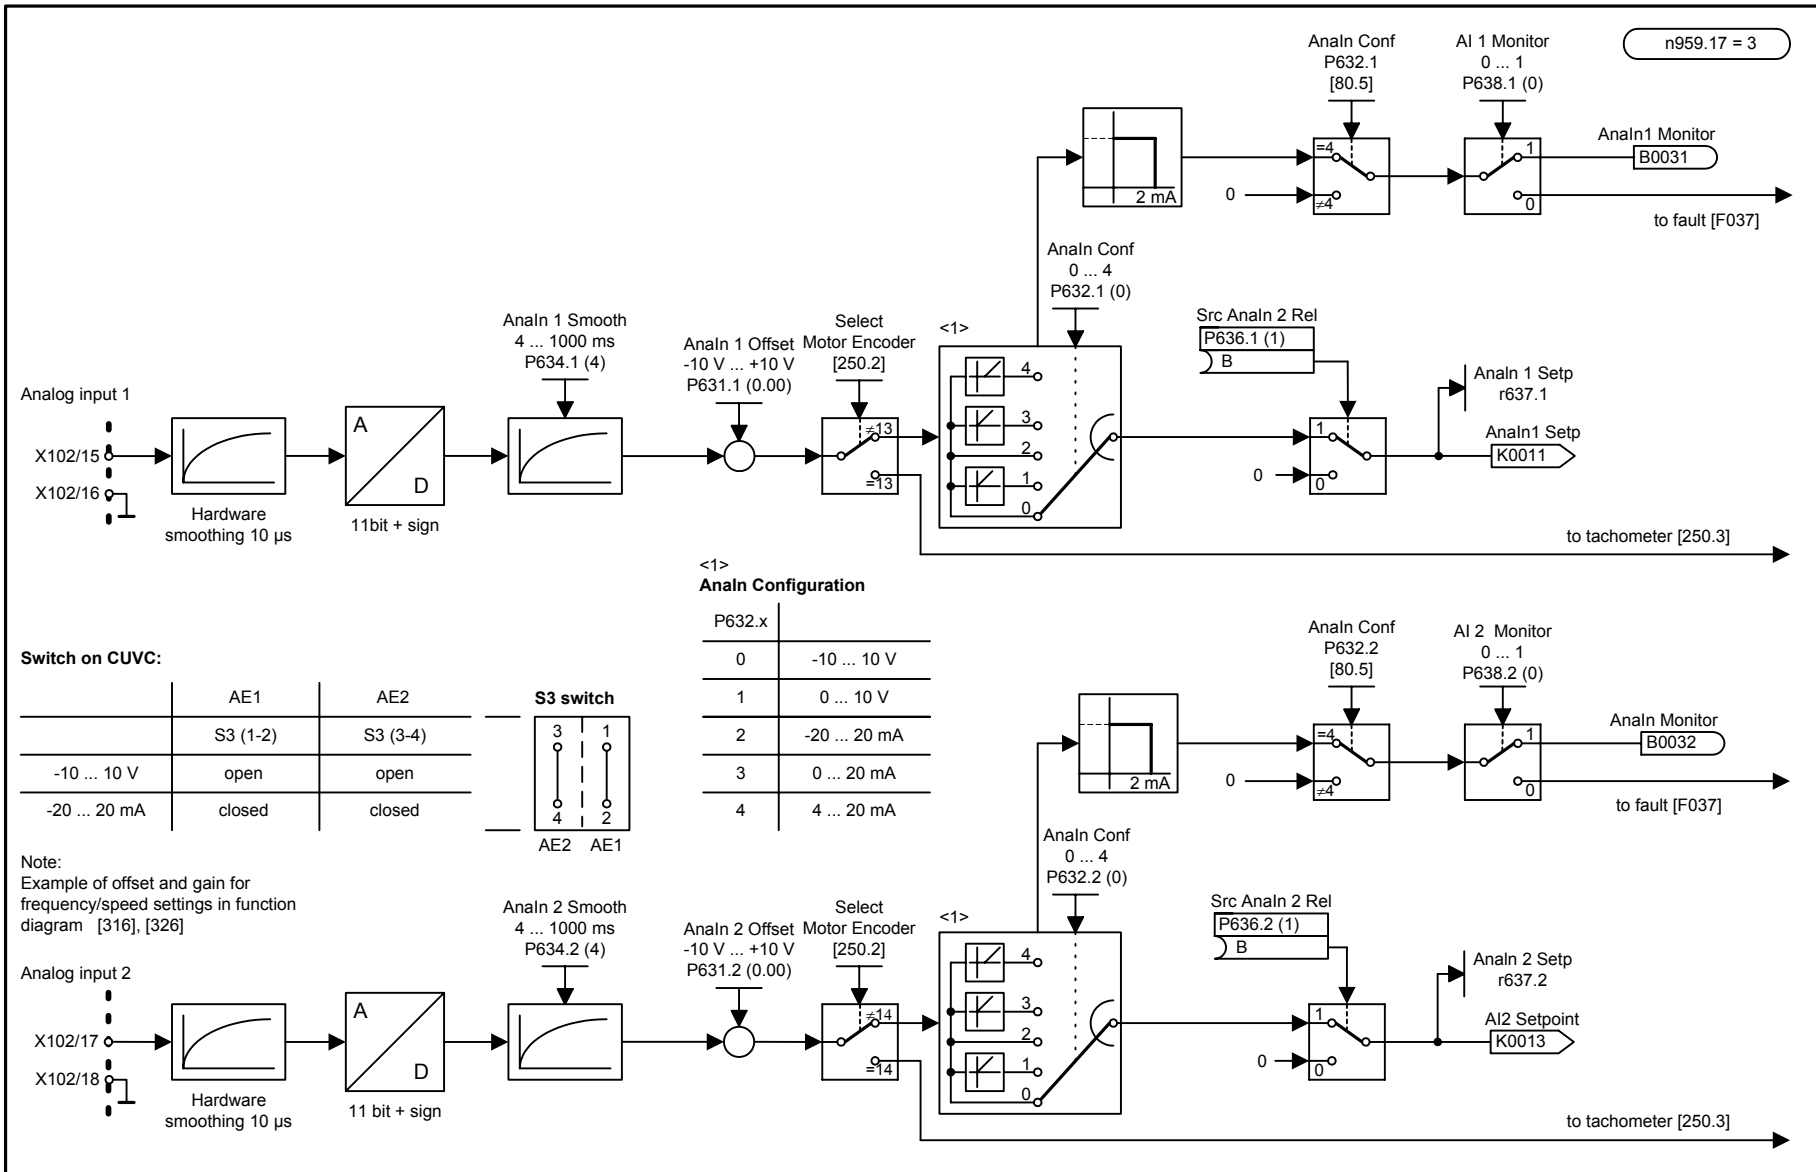 n959.17 = 3
AnaIn Conf
P632.1
[80.5]
AI 1 Monitor
0 ... 1
P638.1 (0)
AnaIn1 Monitor
B0031
=4
≠4
0
1
0
2 mA
to fault [F037]
AnaIn Conf
0 ... 4
P632.1 (0)
Analog input 1
X102/15
X102/16
Hardware
smoothing 10 µs
A
D
11bit + sign
AnaIn 1 Smooth
4 ... 1000 ms
P634.1 (4)
AnaIn 1 Offset
-10 V ... +10 V
P631.1 (0.00)
Select
Motor Encoder
[250.2]
≠13
=13
<1>
4
3
2
1
0
Src AnaIn 2 Rel
P636.1 (1)
B
1
0
0
AnaIn 1 Setp
r637.1
AnaIn1 Setp
K0011
to tachometer [250.3]
<1>
AnaIn Configuration
P632.x
0 -10 ... 10 V
1 0 ... 10 V
2 -20 ... 20 mA
3 0 ... 20 mA
4 4 ... 20 mA
Switch on CUVC:
AE1 AE2
S3 (1-2) S3 (3-4)
-10 ... 10 V open open
-20 ... 20 mA closed closed
S3 switch
3 1
4 2
AE2 AE1
Note:
Example of offset and gain for
frequency/speed settings in function
diagram [316], [326]
AnaIn Conf
P632.2
[80.5]
AI 2 Monitor
0 ... 1
P638.2 (0)
AnaIn Monitor
B0032
=4
≠4
0
1
0
2 mA
to fault [F037]
AnaIn Conf
0 ... 4
P632.2 (0)
Analog input 2
X102/17
X102/18
Hardware
smoothing 10 µs
A
D
11 bit + sign
AnaIn 2 Smooth
4 ... 1000 ms
P634.2 (4)
AnaIn 2 Offset
-10 V ... +10 V
P631.2 (0.00)
Select
Motor Encoder
[250.2]
≠14
=14
<1>
4
3
2
1
0
Src AnaIn 2 Rel
P636.2 (1)
B
1
0
0
AnaIn 2 Setp
r637.2
AI2 Setpoint
K0013
to tachometer [250.3]